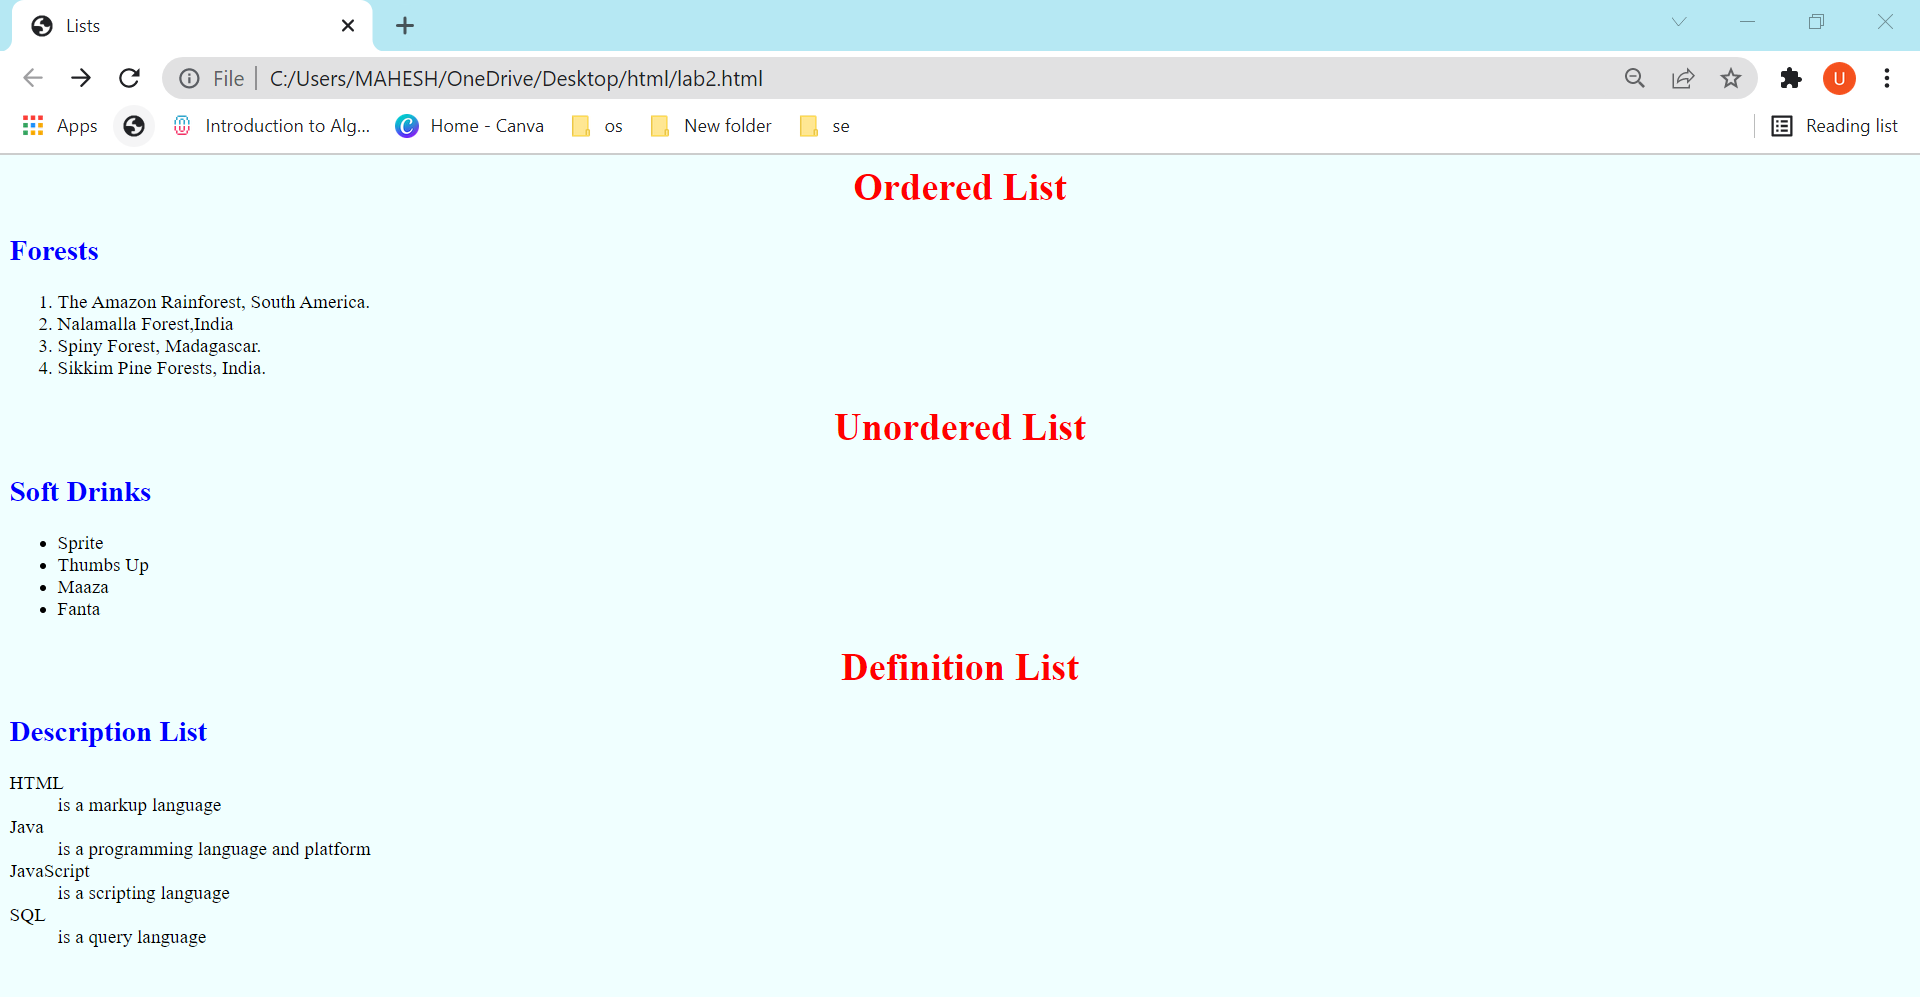 Lists
File C:/Users/MAHESH/OneDrive/Desktop/html/lab2.html U
Apps Introduction to Alg... C Home - Canva os New folder se Reading list
Ordered List
Forests
1. The Amazon Rainforest, South America.
2. Nalamalla Forest,India
3. Spiny Forest, Madagascar.
4. Sikkim Pine Forests, India.
Unordered List
Soft Drinks
• Sprite
• Thumbs Up
• Maaza
• Fanta
Definition List
Description List
HTML
is a markup language
Java
is a programming language and platform
JavaScript
is a scripting language
SQL
is a query language